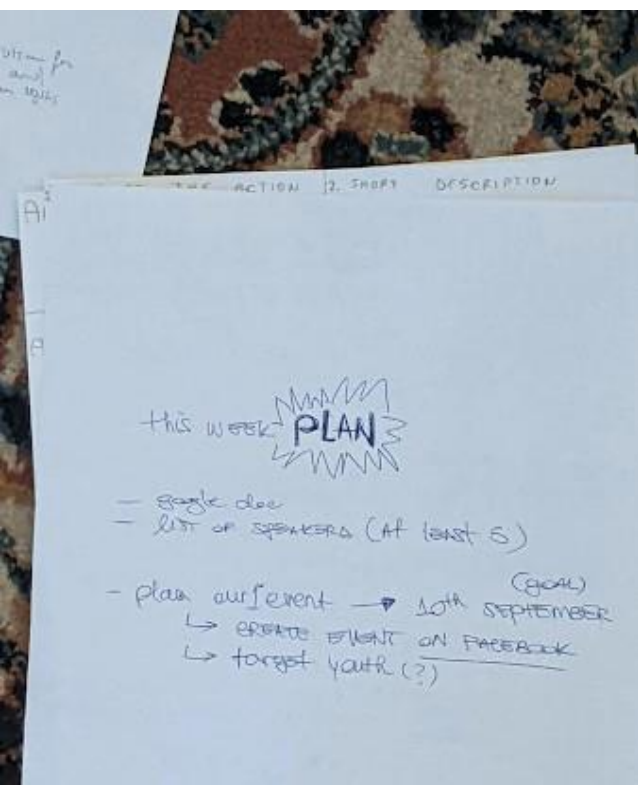 and
ACTION 2. SHORT DESCRIPTION
this week PLAN
- google doc
- list of speakers (At least 5)
(GOAL)
- plan our event → 10th SEPTEMBER
↳ CREATE EVENT ON FACEBOOK
↳ target youth (?)